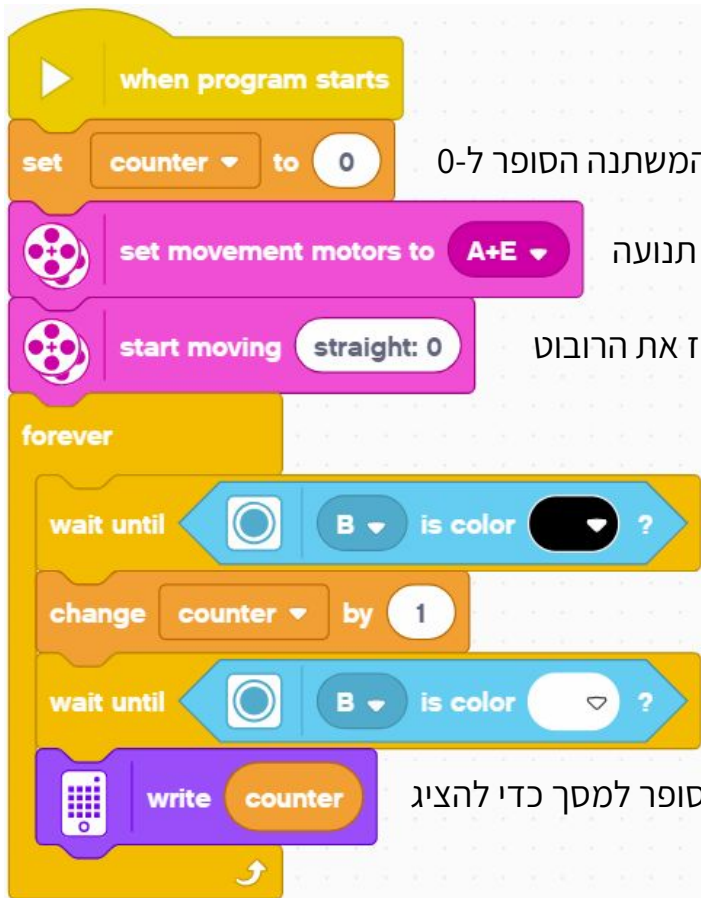 when program starts
set counter to 0
המשתנה הסופר ל-0
set movement motors to A+E
תנועה
start moving straight: 0
ז את הרובוט
forever
wait until B is color ?
change counter by 1
wait until B is color ?
write counter
סופר למסך כדי להציג